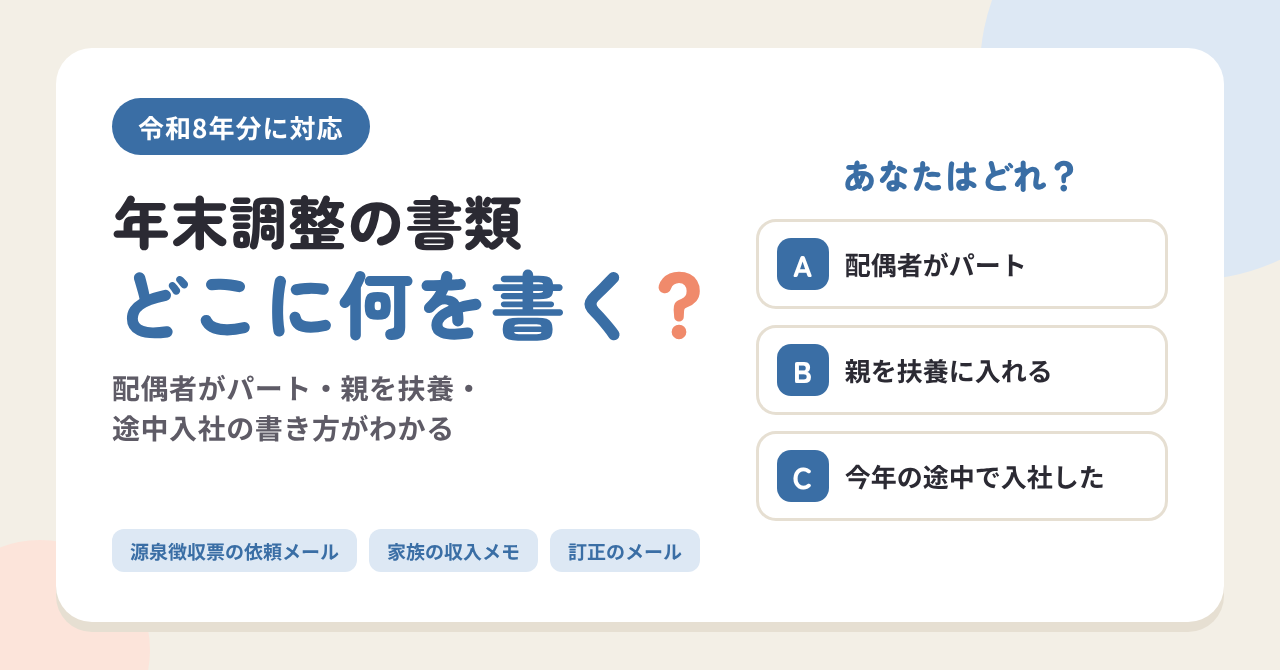 令和8年分に対応
年末調整の書類
どこに何を書く？
配偶者がパート・親を扶養・
途中入社の書き方がわかる
源泉徴収票の依頼メール
家族の収入メモ
訂正のメール
あなたはどれ？
A 配偶者がパート
B 親を扶養に入れる
C 今年の途中で入社した